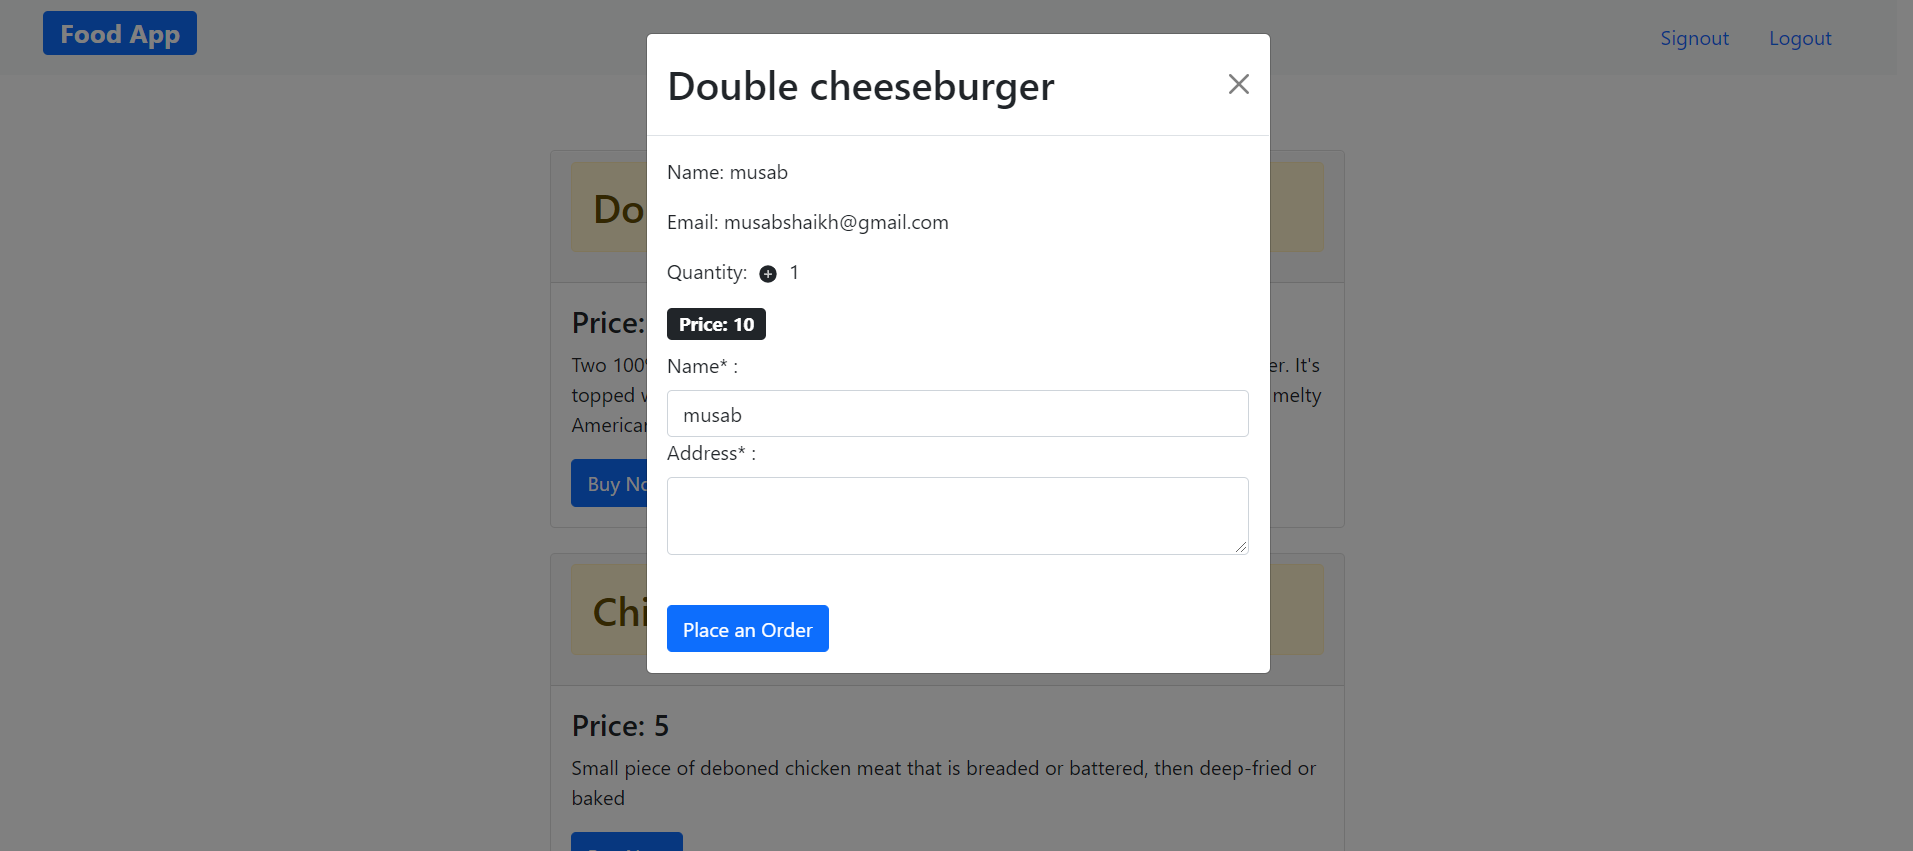 Food App
Signout Logout
Double cheeseburger
Name: musab
Email: musabshaikh@gmail.com
Quantity: 1
Price: 10
Name* :
musab
Address* :
Place an Order
Do
Price:
Two 100 er. It's
topped melty
America
Buy No
Chi
Price: 5
Small piece of deboned chicken meat that is breaded or battered, then deep-fried or
baked